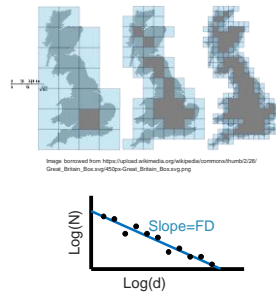 Image borrowed from https://upload.wikimedia.org/wikipedia/commons/thumb/2/28/
Great_Britain_Box.svg/450px-Great_Britain_Box.svg.png
Slope=FD
Log(N)
Log(d)